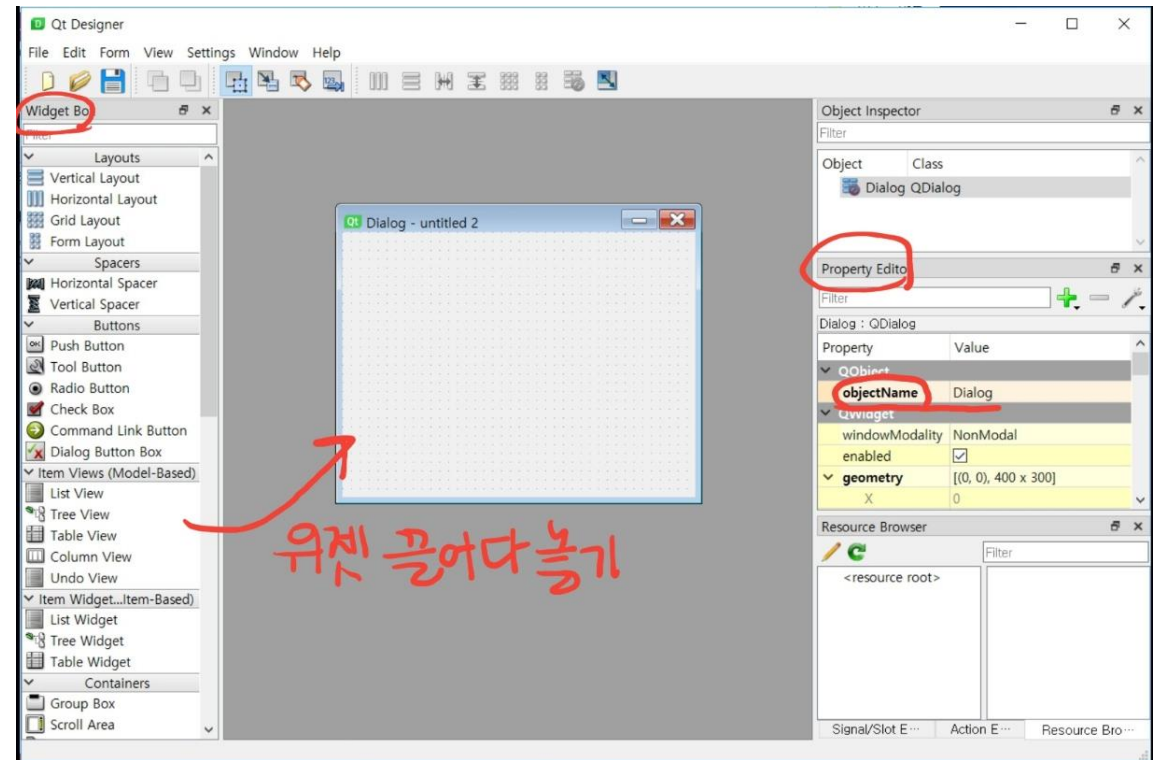 Qt Designer
File Edit Form View Settings Window Help
Widget Bo
Filter
Layouts
Vertical Layout
Horizontal Layout
Grid Layout
Form Layout
Spacers
Horizontal Spacer
Vertical Spacer
Buttons
Push Button
Tool Button
Radio Button
Check Box
Command Link Button
Dialog Button Box
Item Views (Model-Based)
List View
Tree View
Table View
Column View
Undo View
Item Widget...Item-Based)
List Widget
Tree Widget
Table Widget
Containers
Group Box
Scroll Area
Dialog - untitled 2
위젯 끌어다 놓기
Object Inspector
Filter
Object Class
Dialog QDialog
Property Edito
Filter
Dialog : QDialog
Property Value
QObject
objectName Dialog
QWidget
windowModality NonModal
enabled
geometry [(0, 0), 400 x 300]
X 0
Resource Browser
Filter
<resource root>
Signal/Slot E... Action E... Resource Bro...